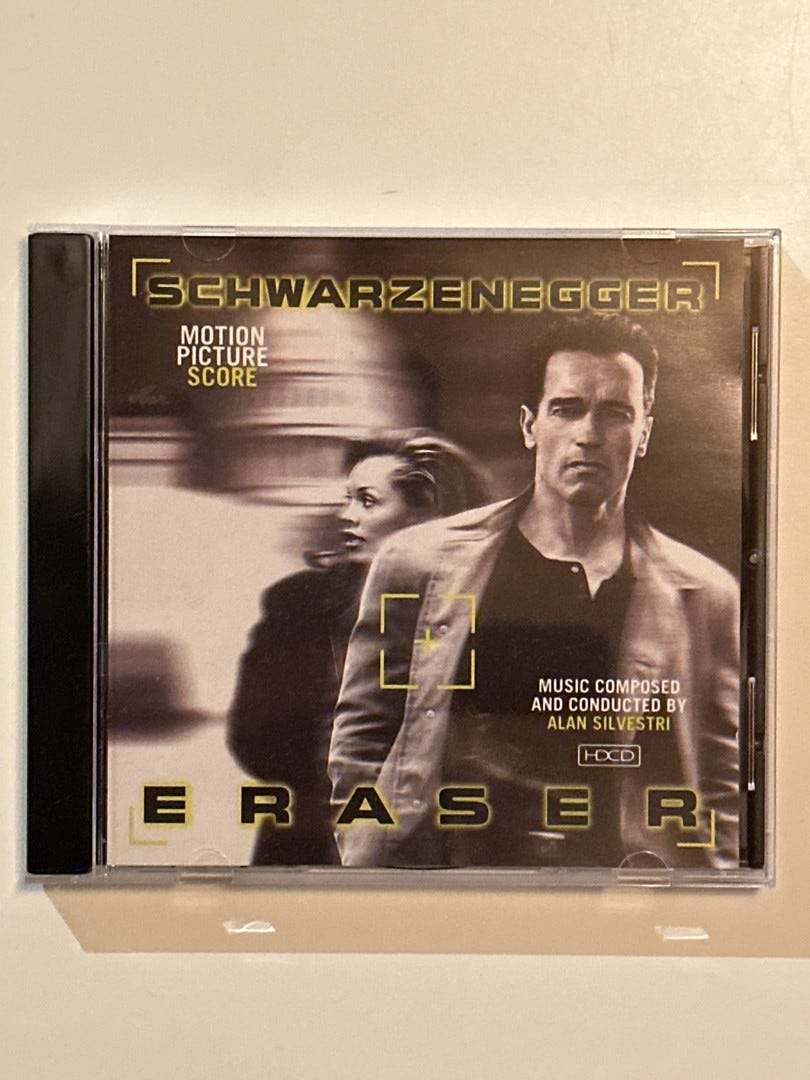 SCHWARZENEGGER
MOTION
PICTURE
SCORE
MUSIC COMPOSED
AND CONDUCTED BY
ALAN SILVESTRI
HDCD
ERASER